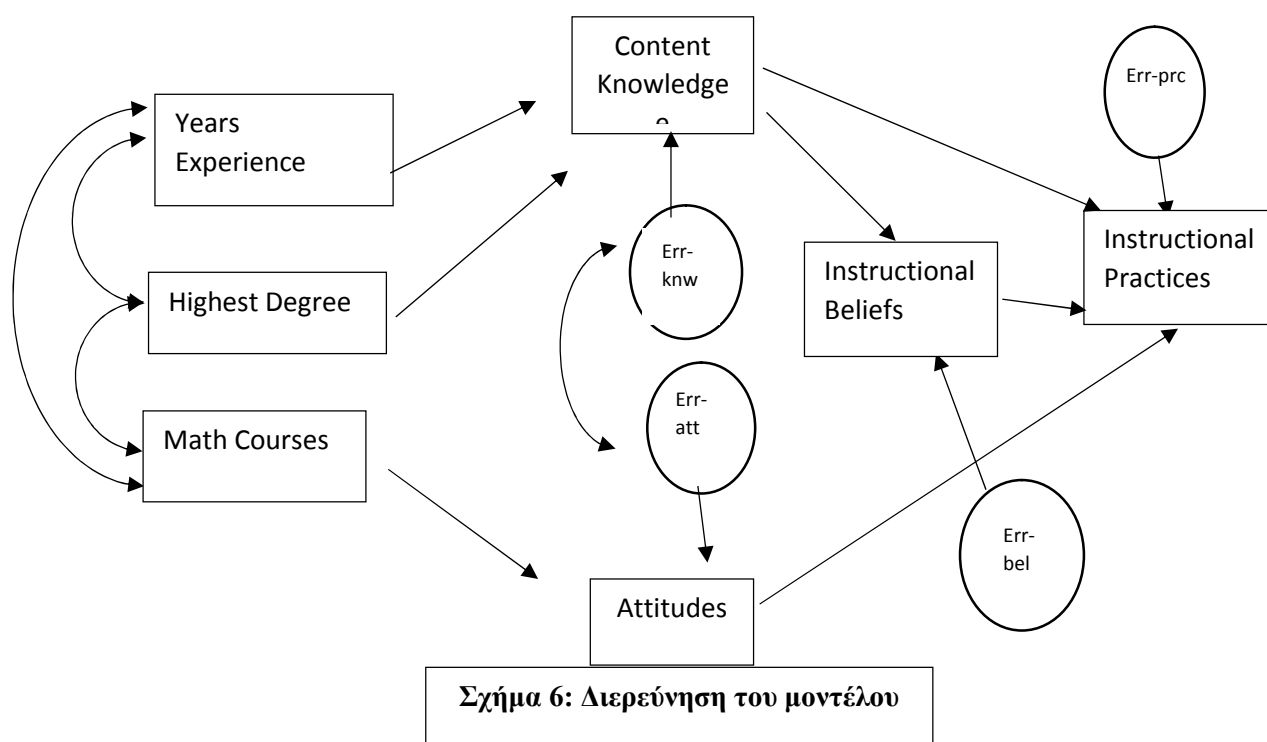 Content
Knowledge
Err-prc
Years
Experience
Err-
knw
Instructional
Practices
Instructional
Beliefs
Highest Degree
Err-
att
Math Courses
Err-
bel
Attitudes
Σχήμα 6: Διερεύνηση του μοντέλου